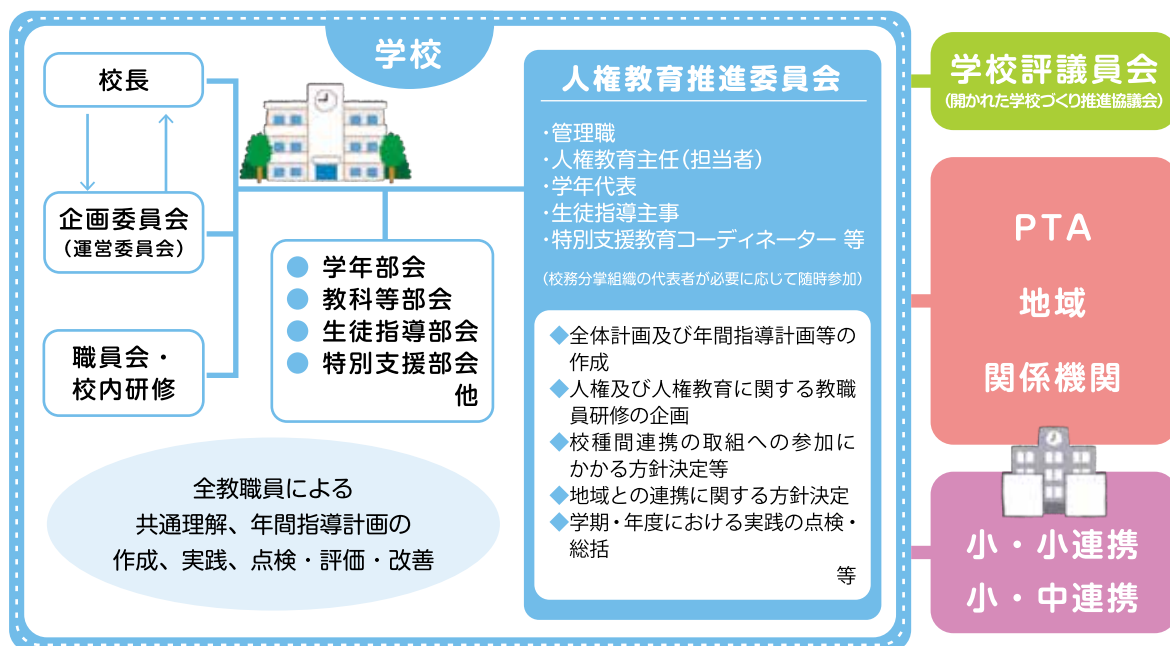 学校
校長
企画委員会
(運営委員会)
職員会・
校内研修
● 学年部会
● 教科等部会
● 生徒指導部会
● 特別支援部会
他
全教職員による
共通理解、年間指導計画の
作成、実践、点検・評価・改善
人権教育推進委員会
・管理職
・人権教育主任(担当者)
・学年代表
・生徒指導主事
・特別支援教育コーディネーター 等
(校務分掌組織の代表者が必要に応じて随時参加)
◆全体計画及び年間指導計画等の
作成
◆人権及び人権教育に関する教職
員研修の企画
◆校種間連携の取組への参加に
かかる方針決定等
◆地域との連携に関する方針決定
◆学期・年度における実践の点検・
総括
等
学校評議員会
(開かれた学校づくり推進協議会)
PTA
地域
関係機関
小・小連携
小・中連携